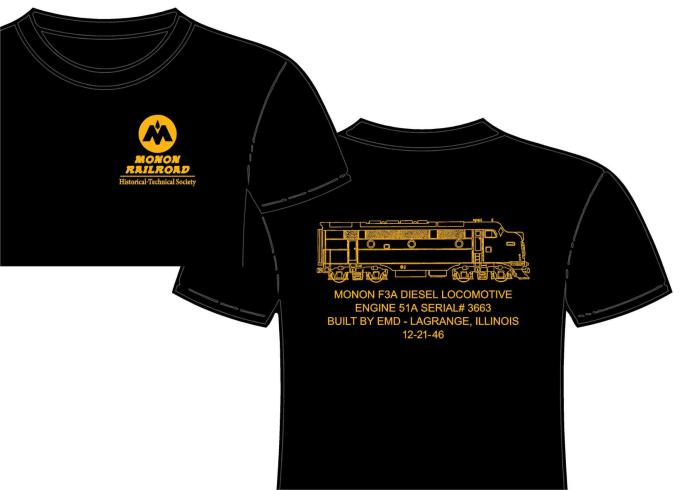 M
MONON
RAILROAD
Historical-Technical Society
MONON F3A DIESEL LOCOMOTIVE
ENGINE 51A SERIAL# 3663
BUILT BY EMD - LAGRANGE, ILLINOIS
12-21-46